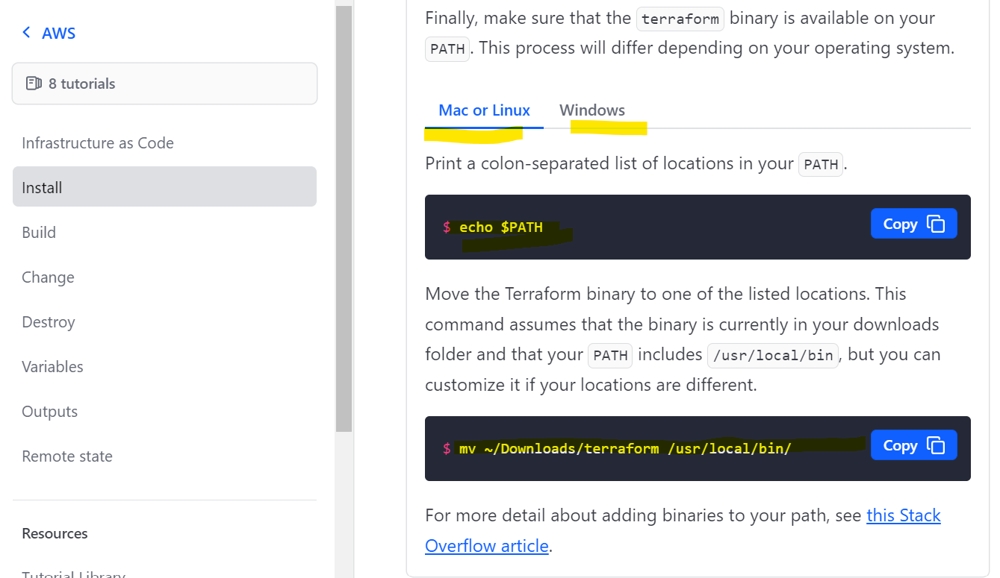 AWS
8 tutorials
Infrastructure as Code
Install
Build
Change
Destroy
Variables
Outputs
Remote state
Resources
Tutorial Library
Finally, make sure that the terraform binary is available on your
PATH. This process will differ depending on your operating system.
Mac or Linux Windows
Print a colon-separated list of locations in your PATH.
$ echo $PATH
Copy
Move the Terraform binary to one of the listed locations. This
command assumes that the binary is currently in your downloads
folder and that your PATH includes /usr/local/bin, but you can
customize it if your locations are different.
$ mv ~/Downloads/terraform /usr/local/bin/
Copy
For more detail about adding binaries to your path, see this Stack
Overflow article.